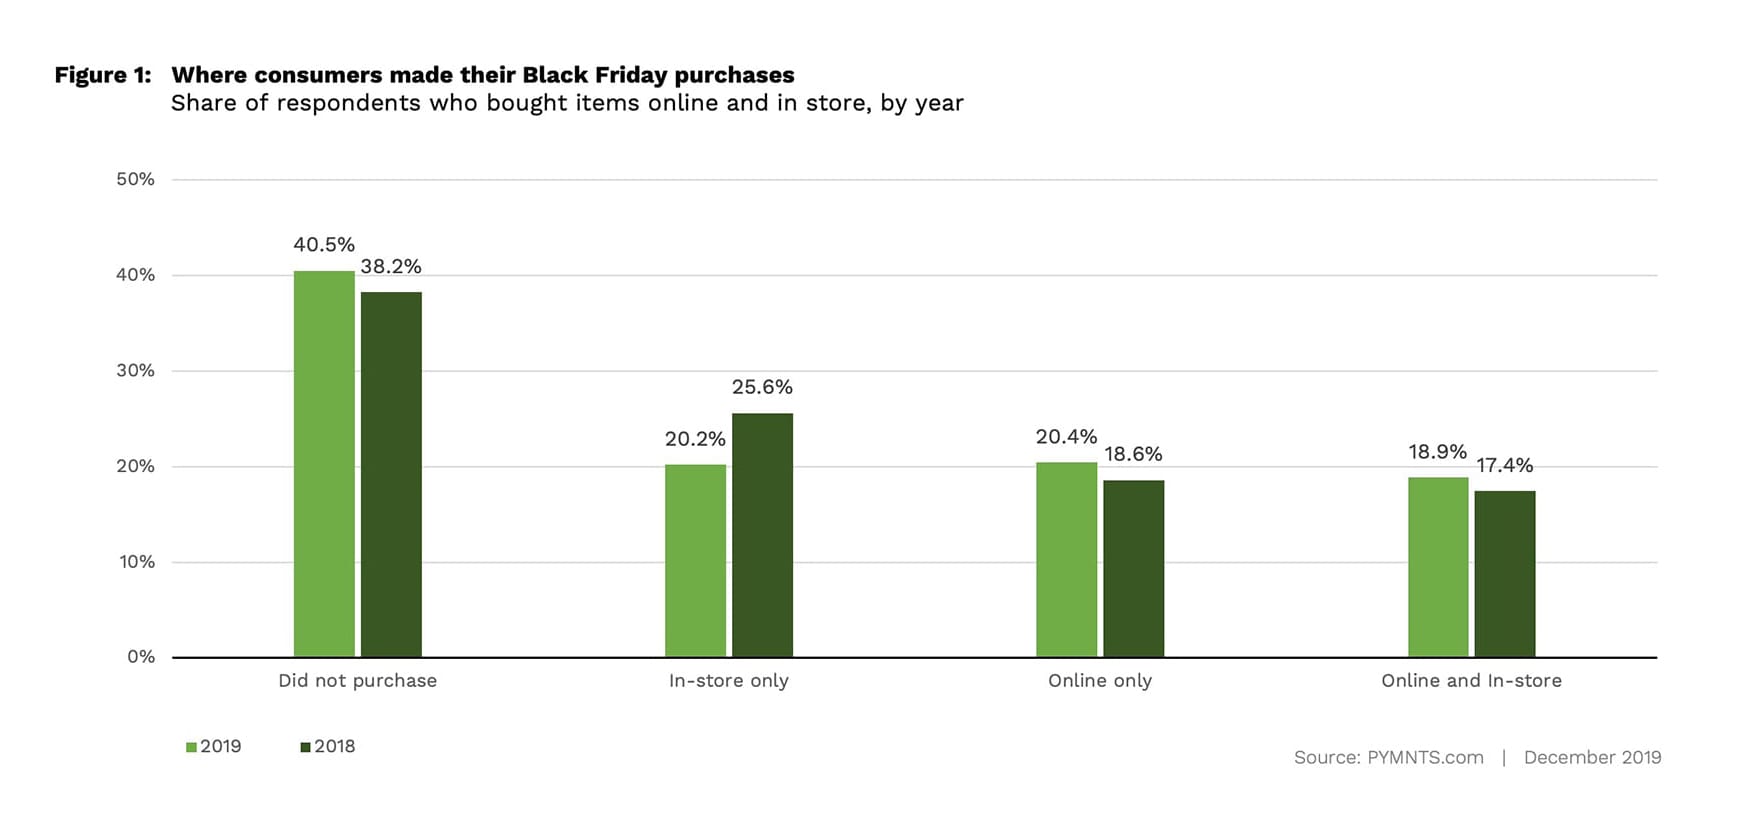 Figure 1: Where consumers made their Black Friday purchases
Share of respondents who bought items online and in store, by year
50%
40%
30%
20%
10%
0%
40.5%
38.2%
20.2%
25.6%
20.4%
18.6%
18.9%
17.4%
Did not purchase
In-store only
Online only
Online and In-store
2019
2018
Source: PYMNTS.com | December 2019